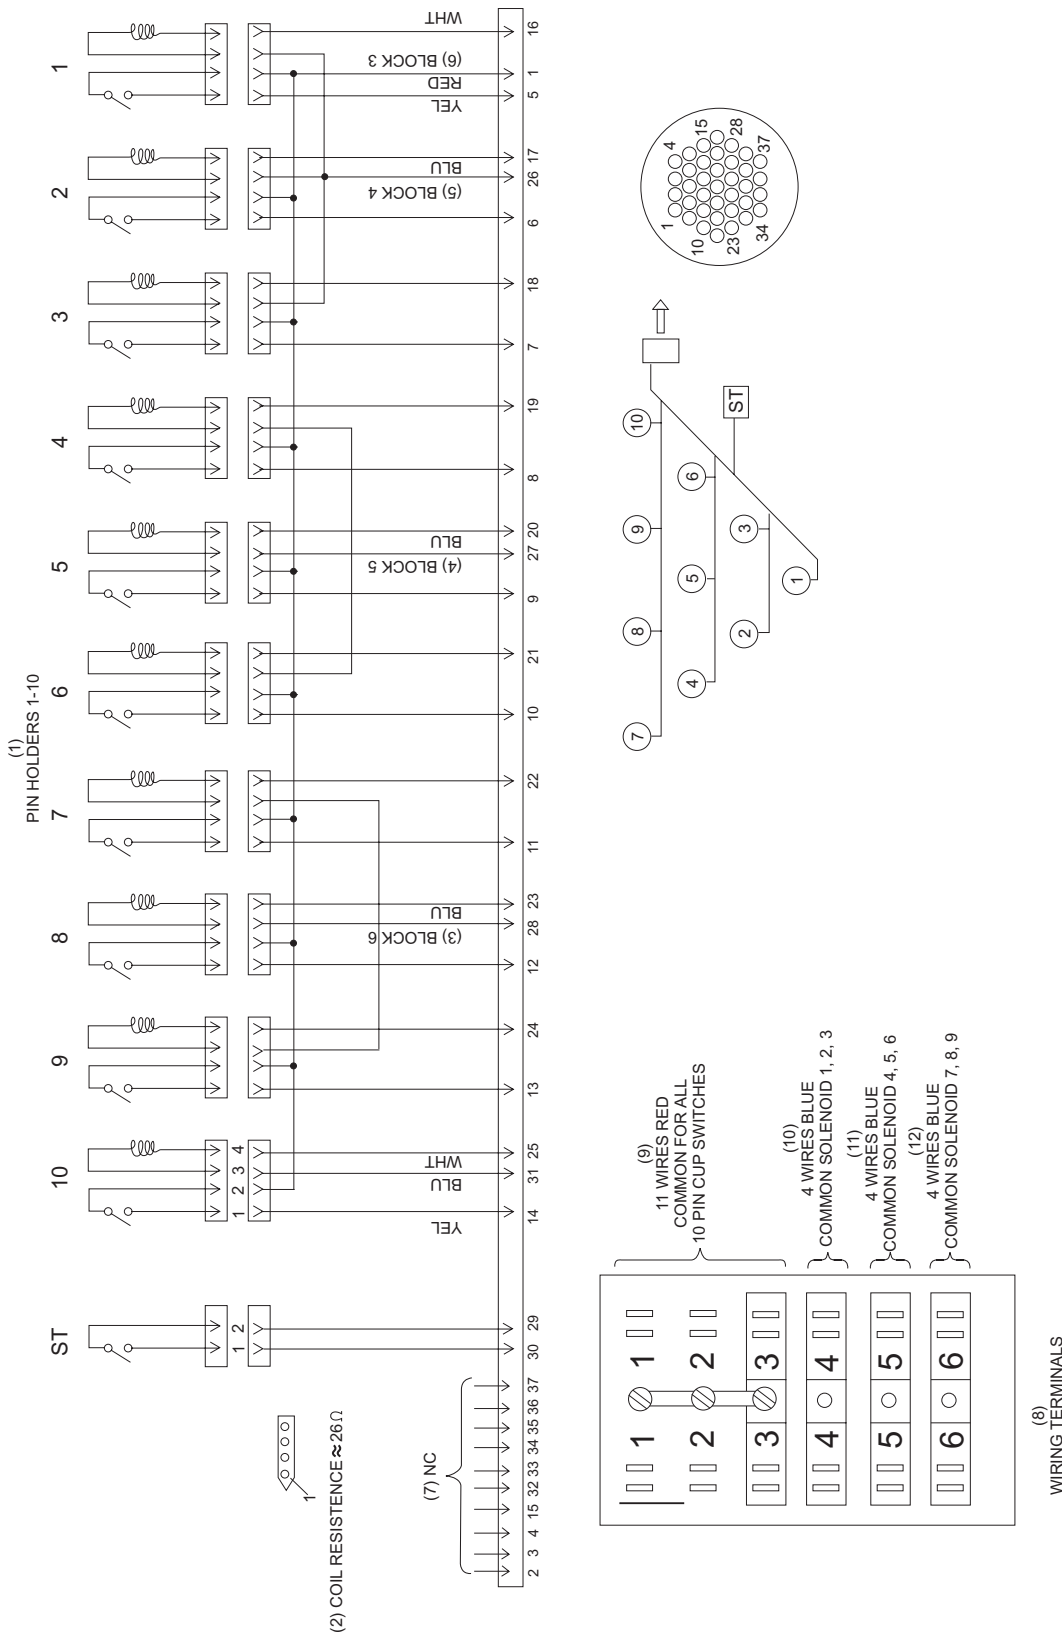 (1)
PIN HOLDERS 1-10
ST 10 9 8 7 6 5 4 3 2 1
1 2
1 2 3 4
YEL
BLU
WHT
(3) BLOCK 6
BLU
(4) BLOCK 5
BLU
(5) BLOCK 4
BLU
YEL
RED
(6) BLOCK 3
WHT
1
(2) COIL RESISTENCE≈26Ω
(7) NC
2 3 4 15 32 33 34 35 36 37 30 29 14 31 25 13 24 12 28 23 11 22 10 21 9 27 20 8 19 7 18 6 26 17 5 1 16
7 8 9 10
4 5 6
ST
2 3
1
1 4
10 15
23 28
34 37
(9)
11 WIRES RED
COMMON FOR ALL
10 PIN CUP SWITCHES
(10)
4 WIRES BLUE
COMMON SOLENOID 1, 2, 3
(11)
4 WIRES BLUE
COMMON SOLENOID 4, 5, 6
(12)
4 WIRES BLUE
COMMON SOLENOID 7, 8, 9
1 1
2 2
3 3
4 4
5 5
6 6
(8)
WIRING TERMINALS